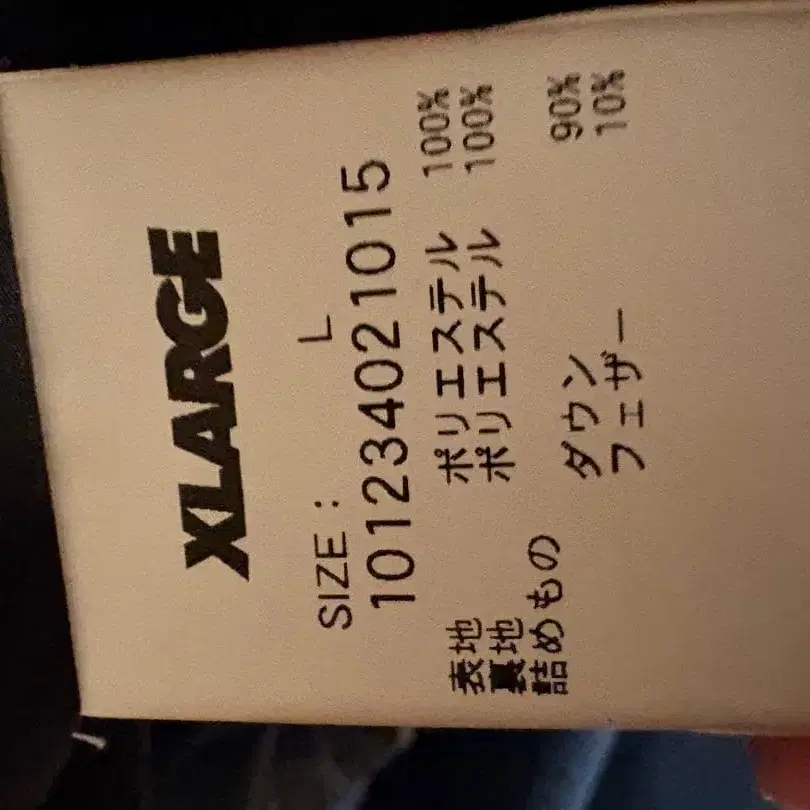 XLARGE
SIZE: L
101234021015
表地 ポリエステル 100%
裏地 ポリエステル 100%
詰めもの
ダウン 90%
フェザー 10%